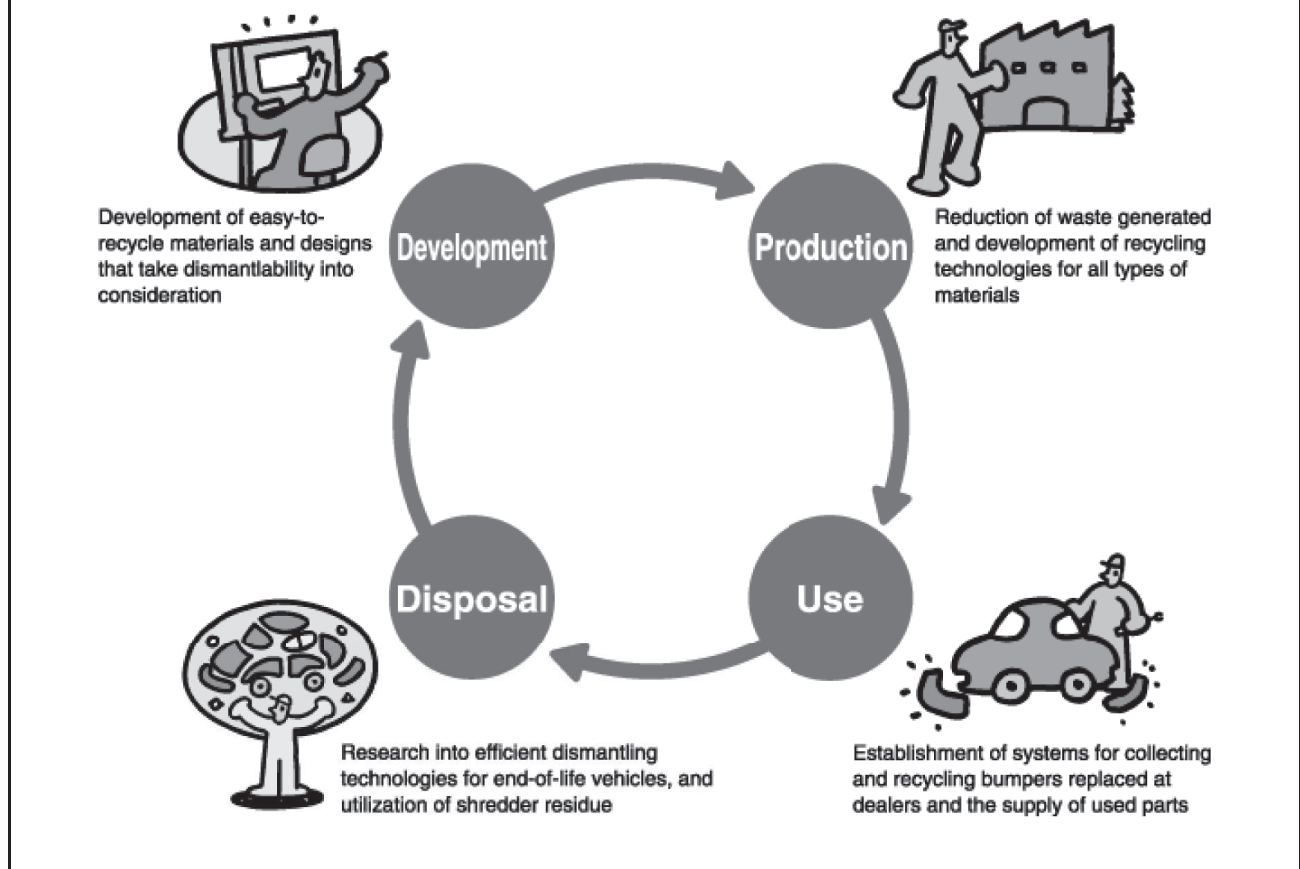 Development of easy-to-
recycle materials and designs
that take dismantlability into
consideration
Development
Production
Reduction of waste generated
and development of recycling
technologies for all types of
materials
Disposal
Use
Research into efficient dismantling
technologies for end-of-life vehicles, and
utilization of shredder residue
Establishment of systems for collecting
and recycling bumpers replaced at
dealers and the supply of used parts